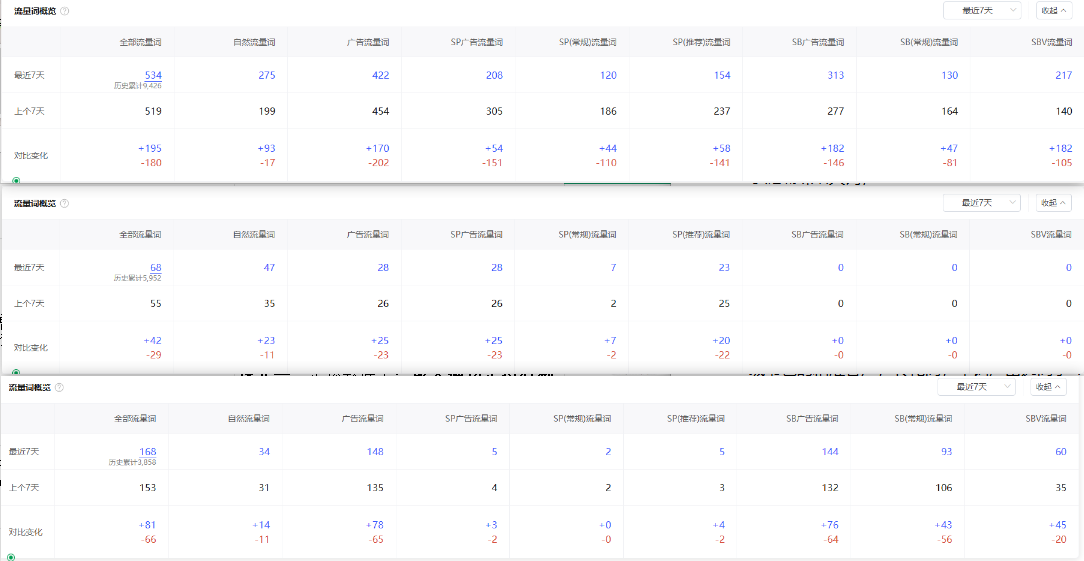 流量词概览 最近7天 收起
全部流量词 自然流量词 广告流量词 SP广告流量词 SP(常规)流量词 SP(推荐)流量词 SB广告流量词 SB(常规)流量词 SBV流量词
最近7天 534 275 422 208 120 154 313 130 217
历史累计9,426
上个7天 519 199 454 305 186 237 277 164 140
对比变化 +195 +93 +170 +54 +44 +58 +182 +47 +182
-180 -17 -202 -151 -110 -141 -146 -81 -105
流量词概览 最近7天 收起
全部流量词 自然流量词 广告流量词 SP广告流量词 SP(常规)流量词 SP(推荐)流量词 SB广告流量词 SB(常规)流量词 SBV流量词
最近7天 68 47 28 28 7 23 0 0 0
历史累计5,952
上个7天 55 35 26 26 2 25 0 0 0
对比变化 +42 +23 +25 +25 +7 +20 +0 +0 +0
-29 -11 -23 -23 -2 -22 -0 -0 -0
流量词概览 最近7天 收起
全部流量词 自然流量词 广告流量词 SP广告流量词 SP(常规)流量词 SP(推荐)流量词 SB广告流量词 SB(常规)流量词 SBV流量词
最近7天 168 34 148 5 2 5 144 93 60
历史累计3,858
上个7天 153 31 135 4 2 3 132 106 35
对比变化 +81 +14 +78 +3 +0 +4 +76 +43 +45
-66 -11 -65 -2 -0 -2 -64 -56 -20